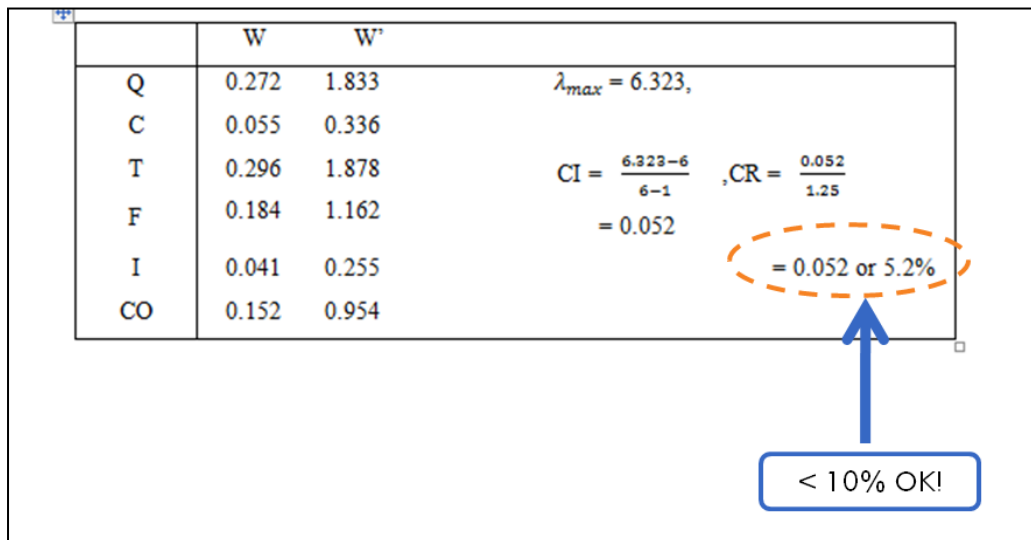 W W’
Q 0.272 1.833 λmax = 6.323,
C 0.055 0.336
T 0.296 1.878 CI = 6.323−6 / 6−1 ,CR = 0.052 / 1.25
F 0.184 1.162 = 0.052
I 0.041 0.255 = 0.052 or 5.2%
CO 0.152 0.954
< 10% OK!